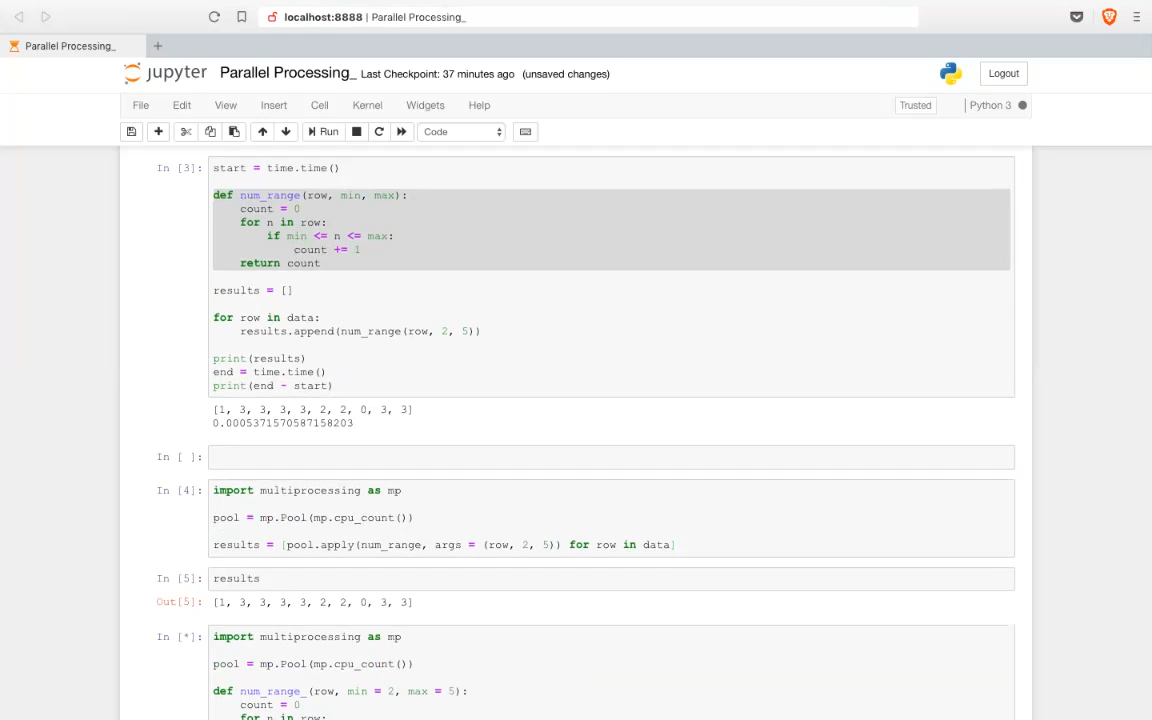 localhost:8888 | Parallel Processing_
Parallel Processing_
jupyter Parallel Processing_ Last Checkpoint: 37 minutes ago (unsaved changes)
Logout
File Edit View Insert Cell Kernel Widgets Help
Trusted
Python 3
Run
Code
In [3]: start = time.time()
def num_range(row, min, max):
count = 0
for n in row:
if min <= n <= max:
count += 1
return count
results = []
for row in data:
results.append(num_range(row, 2, 5))
print(results)
end = time.time()
print(end - start)
[1, 3, 3, 3, 3, 2, 2, 0, 3, 3]
0.0005371570587158203
In [ ]:
In [4]: import multiprocessing as mp
pool = mp.Pool(mp.cpu_count())
results = [pool.apply(num_range, args = (row, 2, 5)) for row in data]
In [5]: results
Out[5]: [1, 3, 3, 3, 3, 2, 2, 0, 3, 3]
In [*]: import multiprocessing as mp
pool = mp.Pool(mp.cpu_count())
def num_range_(row, min = 2, max = 5):
count = 0
for n in row: